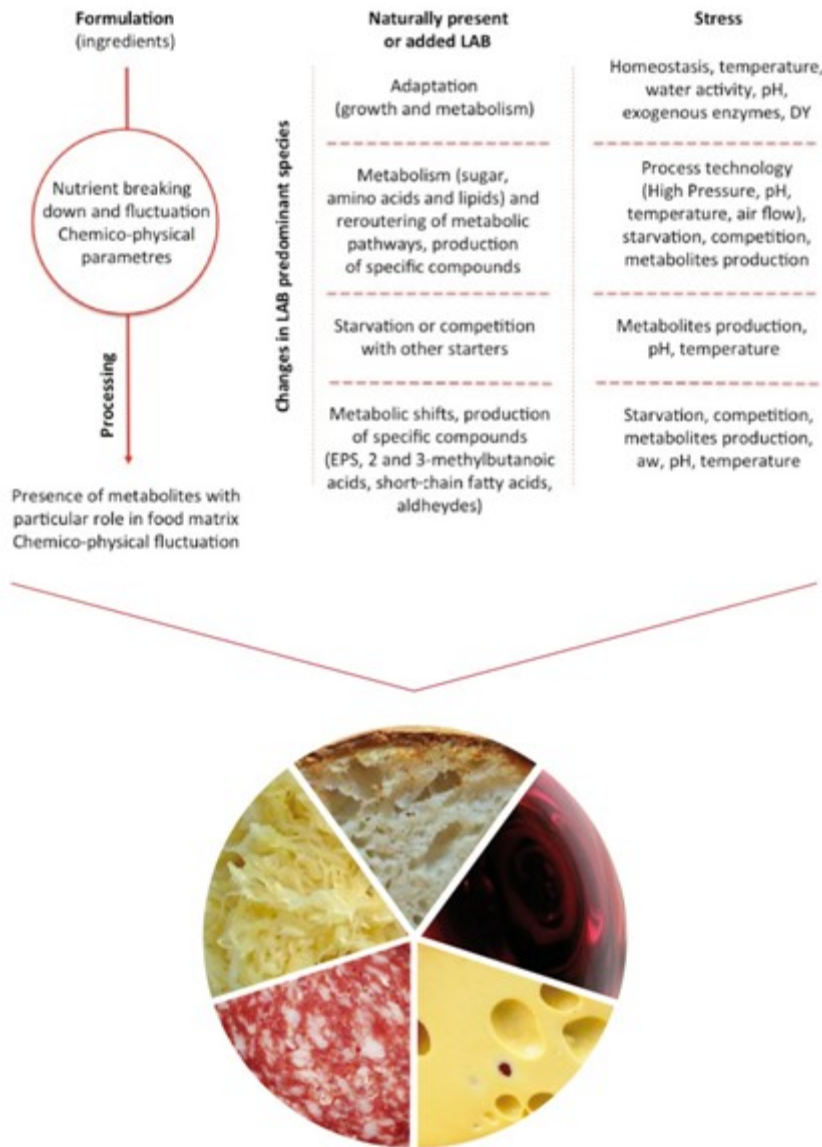 Formulation
(ingredients)
Nutrient breaking
down and fluctuation
Chemico-physical
parametres
Processing
Presence of metabolites with
particular role in food matrix
Chemico-physical fluctuation
Changes in LAB predominant species
Naturally present
or added LAB
Adaptation
(growth and metabolism)
Metabolism (sugar,
amino acids and lipids) and
reroutering of metabolic
pathways, production
of specific compounds
Starvation or competition
with other starters
Metabolic shifts, production
of specific compounds
(EPS, 2 and 3-methylbutanoic
acids, short-chain fatty acids,
aldheydes)
Stress
Homeostasis, temperature,
water activity, pH,
exogenous enzymes, DY
Process technology
(High Pressure, pH,
temperature, air flow),
starvation, competition,
metabolites production
Metabolites production,
pH, temperature
Starvation, competition,
metabolites production,
aw, pH, temperature